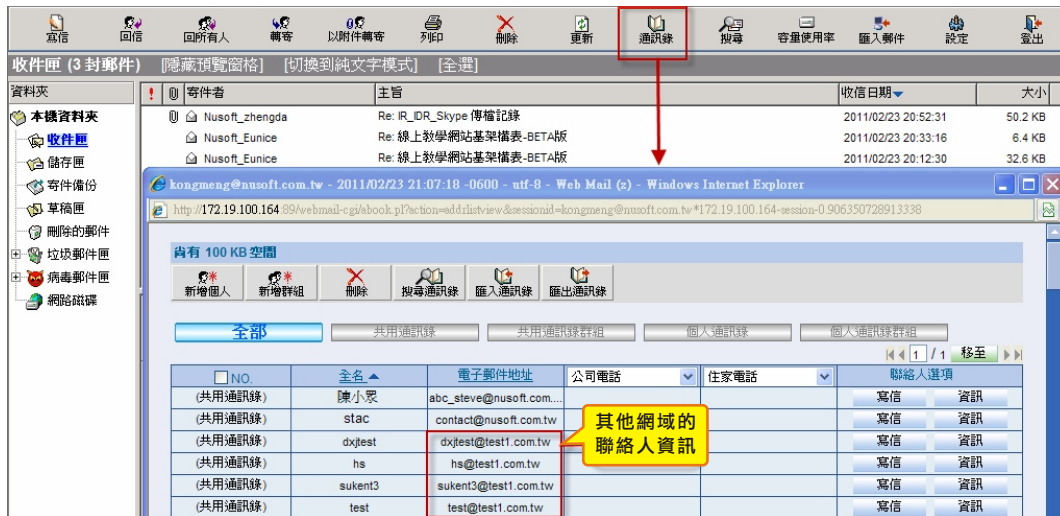 寫信 回信 回所有人 轉寄 以附件轉寄 列印 刪除 更新 通訊錄 搜尋 容量使用率 匯入郵件 設定 登出
收件匣 (3 封郵件) [隱藏預覽窗格] [切換到純文字模式] [全選]
資料夾 ! 寄件者 主旨 收信日期 大小
本機資料夾
收件匣
儲存匣
寄件備份
草稿匣
刪除的郵件
垃圾郵件匣
病毒郵件匣
網路磁碟
Nusoft_zhengda Re: IR_IDR_Skype 傳檔記錄 2011/02/23 20:52:31 50.2 KB
Nusoft_Eunice Re: 線上教學網站基架構表-BETA版 2011/02/23 20:33:16 6.4 KB
Nusoft_Eunice Re: 線上教學網站基架構表-BETA版 2011/02/23 20:12:30 32.6 KB
kongmeng@nusoft.com.tw - 2011/02/23 21:07:18 -0600 - utf-8 - Web Mail (z) - Windows Internet Explorer
http://172.19.100.164:89/webmail-cgi/abook.pl?action=addrlistview&sessionid=kongmeng@nusoft.com.tw*172.19.100.164-session-0.906350728913338
尚有 100 KB 空間
新增個人 新增群組 刪除 搜尋通訊錄 匯入通訊錄 匯出通訊錄
全部 共用通訊錄 共用通訊錄群組 個人通訊錄 個人通訊錄群組
1 / 1 移至
NO. 全名 電子郵件地址 公司電話 住家電話 聯絡人選項
(共用通訊錄) 陳小眾 abc_steve@nusoft.com.... 寫信 資訊
(共用通訊錄) stac contact@nusoft.com.tw 寫信 資訊
(共用通訊錄) dxjtest dxjtest@test1.com.tw 寫信 資訊
(共用通訊錄) hs hs@test1.com.tw 寫信 資訊
(共用通訊錄) sukent3 sukent3@test1.com.tw 寫信 資訊
(共用通訊錄) test test@test1.com.tw 寫信 資訊
其他網域的
聯絡人資訊